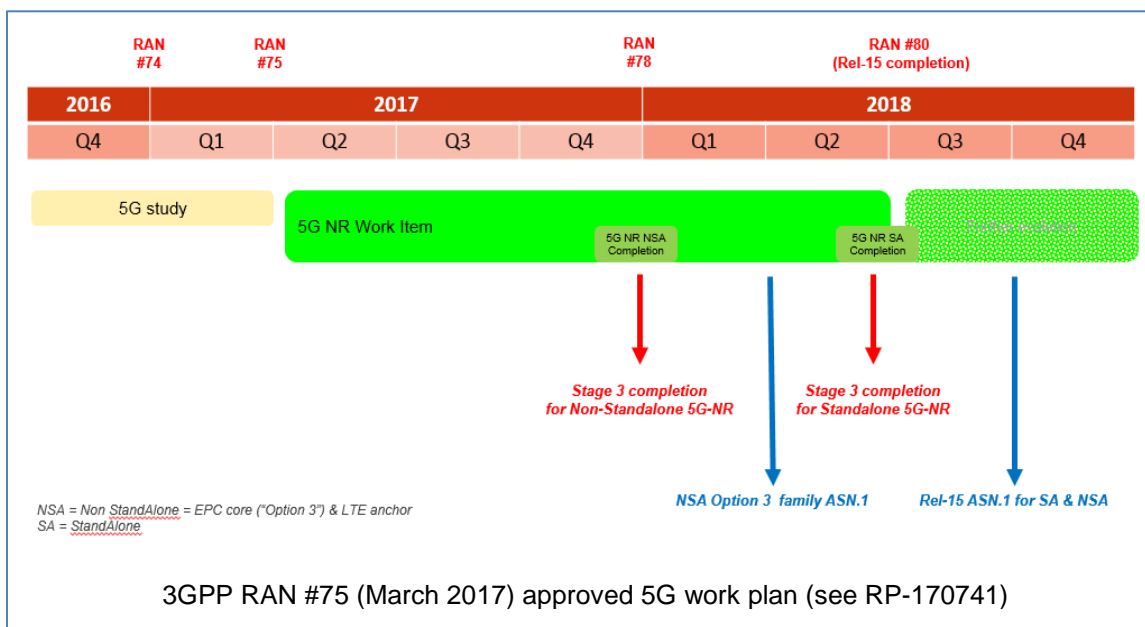 RAN
#74
RAN
#75
RAN
#78
RAN #80
(Rel-15 completion)
2016
2017
2018
Q4
Q1
Q2
Q3
Q4
Q1
Q2
Q3
Q4
5G study
5G NR Work Item
5G NR NSA
Completion
5G NR SA
Completion
Stage 3 completion
for Non-Standalone 5G-NR
Stage 3 completion
for Standalone 5G-NR
NSA Option 3 family ASN.1
Rel-15 ASN.1 for SA & NSA
NSA = Non StandAlone = EPC core ("Option 3") & LTE anchor
SA = StandAlone
3GPP RAN #75 (March 2017) approved 5G work plan (see RP-170741)